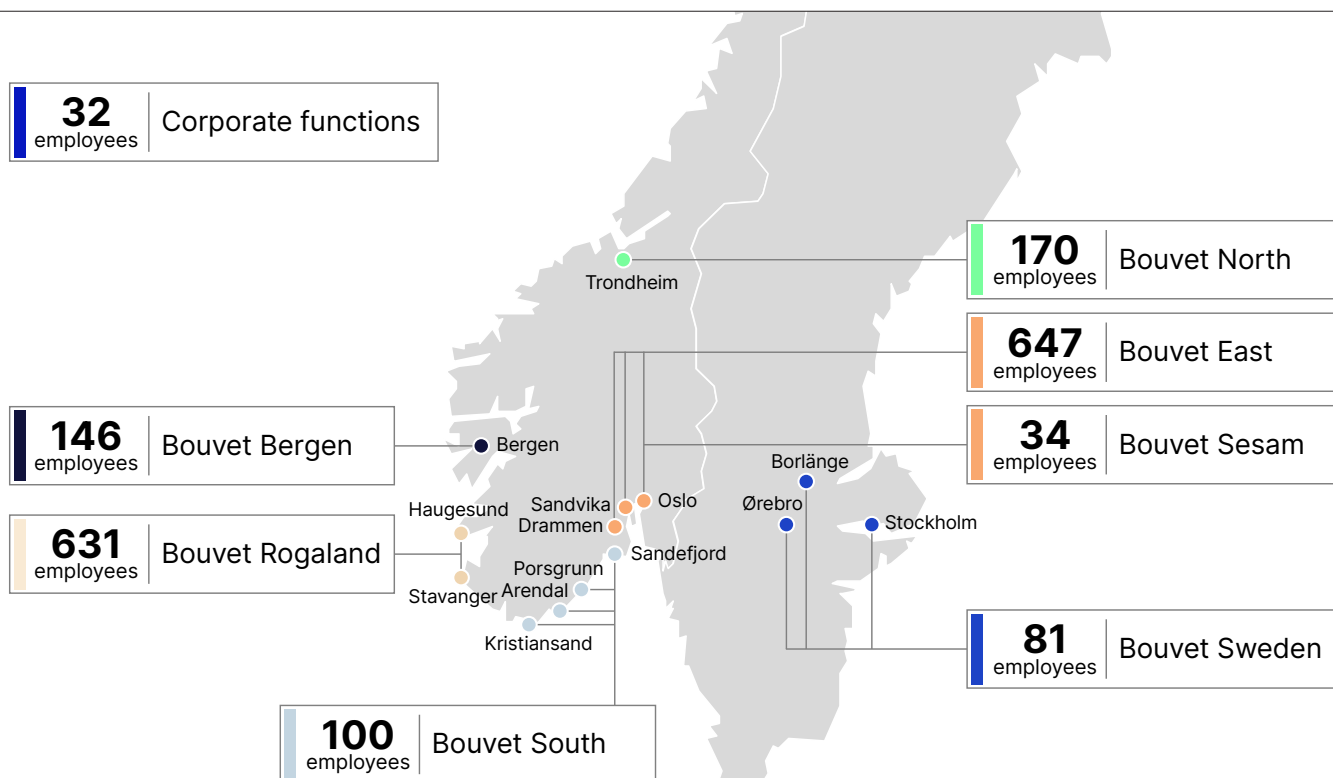 32
employees
Corporate functions
170
employees
Bouvet North
Trondheim
647
employees
Bouvet East
146
employees
Bouvet Bergen
Bergen
34
employees
Bouvet Sesam
Borlänge
Haugesund
Sandvika
Oslo
Ørebro
Drammen
Stockholm
631
employees
Bouvet Rogaland
Sandefjord
Porsgrunn
Stavanger
Arendal
Kristiansand
81
employees
Bouvet Sweden
100
employees
Bouvet South